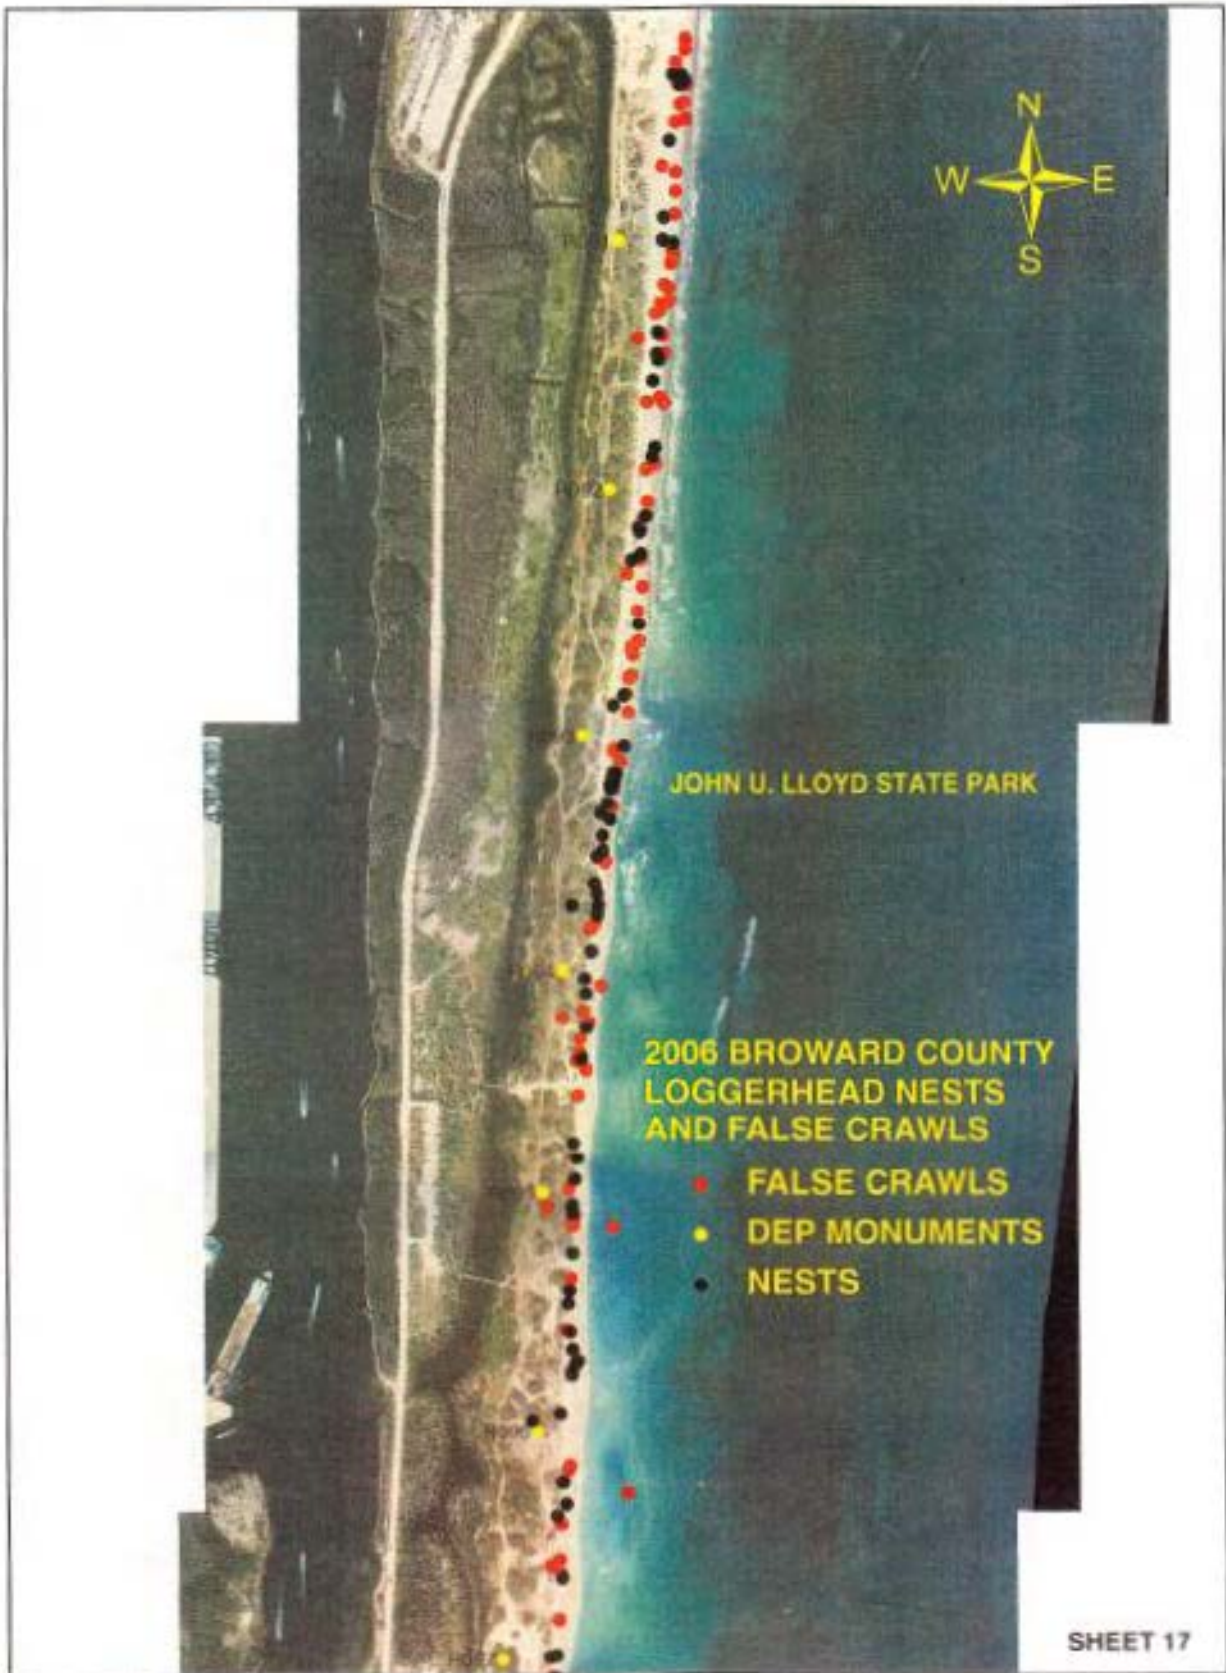 N
W E
S
JOHN U. LLOYD STATE PARK
2006 BROWARD COUNTY
LOGGERHEAD NESTS
AND FALSE CRAWLS
FALSE CRAWLS
DEP MONUMENTS
NESTS
SHEET 17